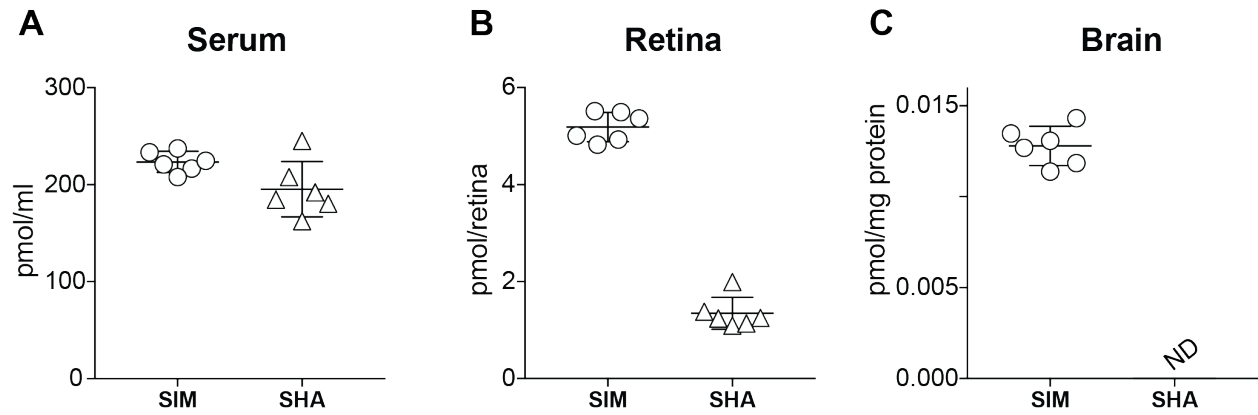 A
Serum
pmol/ml
300
200
100
0
SIM
SHA
B
Retina
pmol/retina
6
4
2
0
SIM
SHA
C
Brain
pmol/mg protein
0.015
0.005
0.000
ND
SIM
SHA